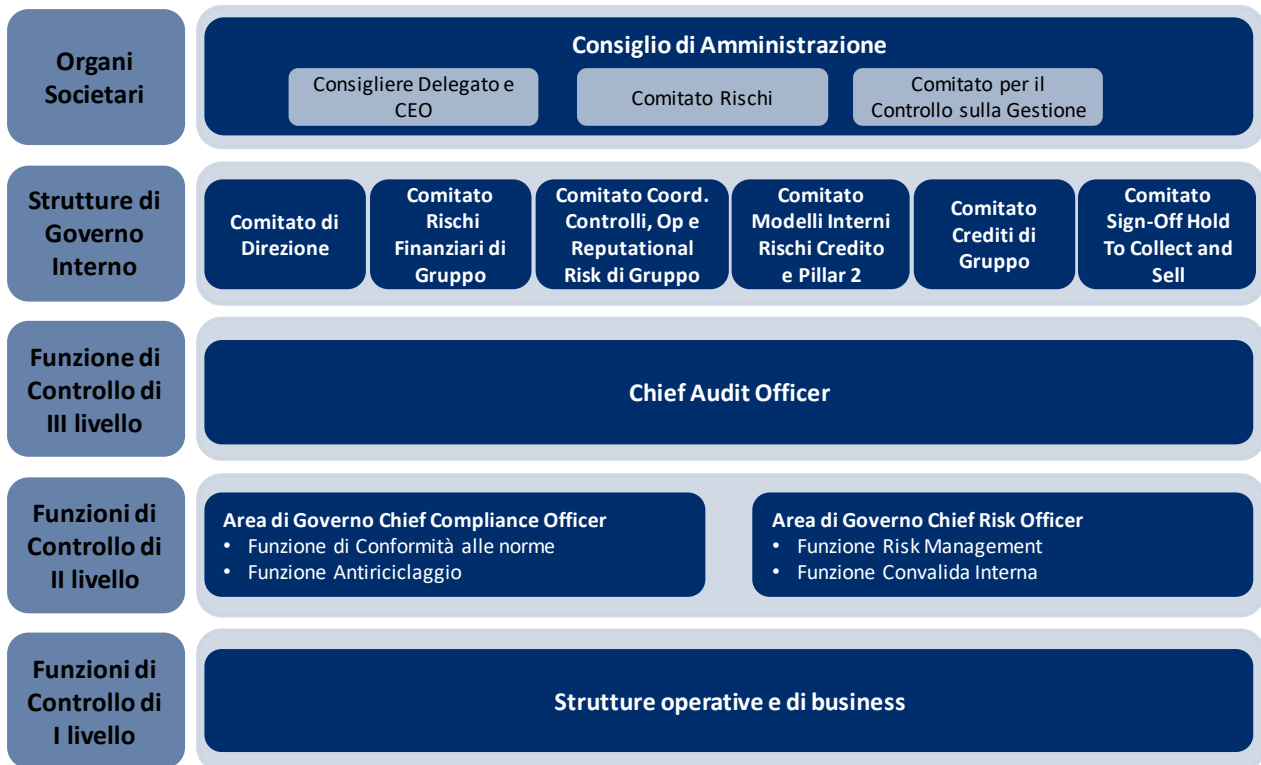 Organi
Societari
Consiglio di Amministrazione
Consigliere Delegato e
CEO
Comitato Rischi
Comitato per il
Controllo sulla Gestione
Strutture di
Governo
Interno
Comitato di
Direzione
Comitato
Rischi
Finanziari di
Gruppo
Comitato Coord.
Controlli, Op e
Reputational
Risk di Gruppo
Comitato
Modelli Interni
Rischi Credito
e Pillar 2
Comitato
Crediti di
Gruppo
Comitato
Sign-Off Hold
To Collect and
Sell
Funzione di
Controllo di
III livello
Chief Audit Officer
Funzioni di
Controllo di
II livello
Area di Governo Chief Compliance Officer
• Funzione di Conformità alle norme
• Funzione Antiriciclaggio
Area di Governo Chief Risk Officer
• Funzione Risk Management
• Funzione Convalida Interna
Funzioni di
Controllo di
I livello
Strutture operative e di business